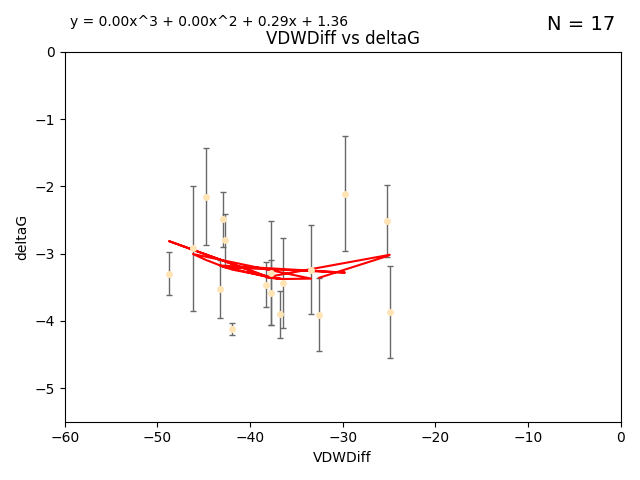 y = 0.00x^3 + 0.00x^2 + 0.29x + 1.36
N = 17
VDWDiff vs deltaG
0
−1
−2
−3
−4
−5
deltaG
−60 −50 −40 −30 −20 −10 0
VDWDiff